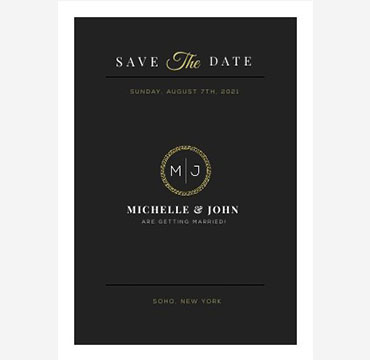 SAVE The DATE
SUNDAY, AUGUST 7TH, 2021
M | J
MICHELLE & JOHN
ARE GETTING MARRIED!
SOHO, NEW YORK